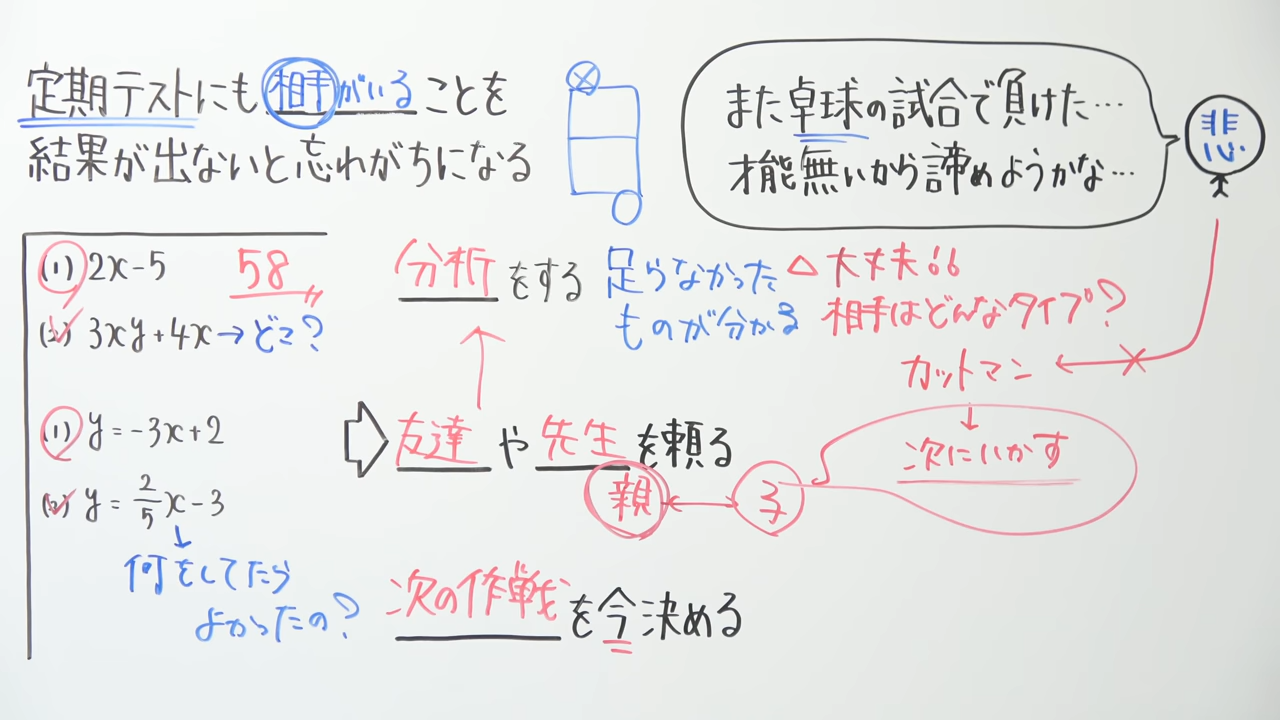 定期テストにも相手がいることを
結果が出ないと忘れがちになる
また卓球の試合で負けた…
才能無いから諦めようかな…
悲
(1) 2x-5
58
(2) 3xy+4x→どこ?
(1) y=-3x+2
(2) y=2/5x-3
何をしてたら
よかったの?
分析をする
足らなかった
ものが分かる
△大丈夫!!
相手はどんなタイプ?
カットマン
次にいかす
友達や先生を頼る
親
子
次の作戦を今決める